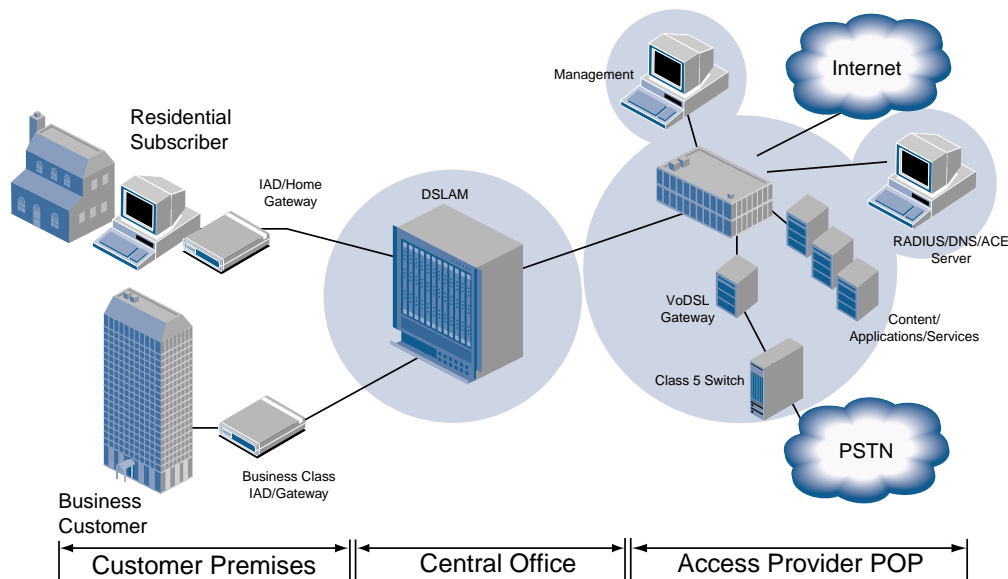 Management
Internet
Residential
Subscriber
IAD/Home
Gateway
DSLAM
RADIUS/DNS/ACE
Server
VoDSL
Gateway
Content/
Applications/Services
Class 5 Switch
PSTN
Business Class
IAD/Gateway
Business
Customer
Customer Premises
Central Office
Access Provider POP